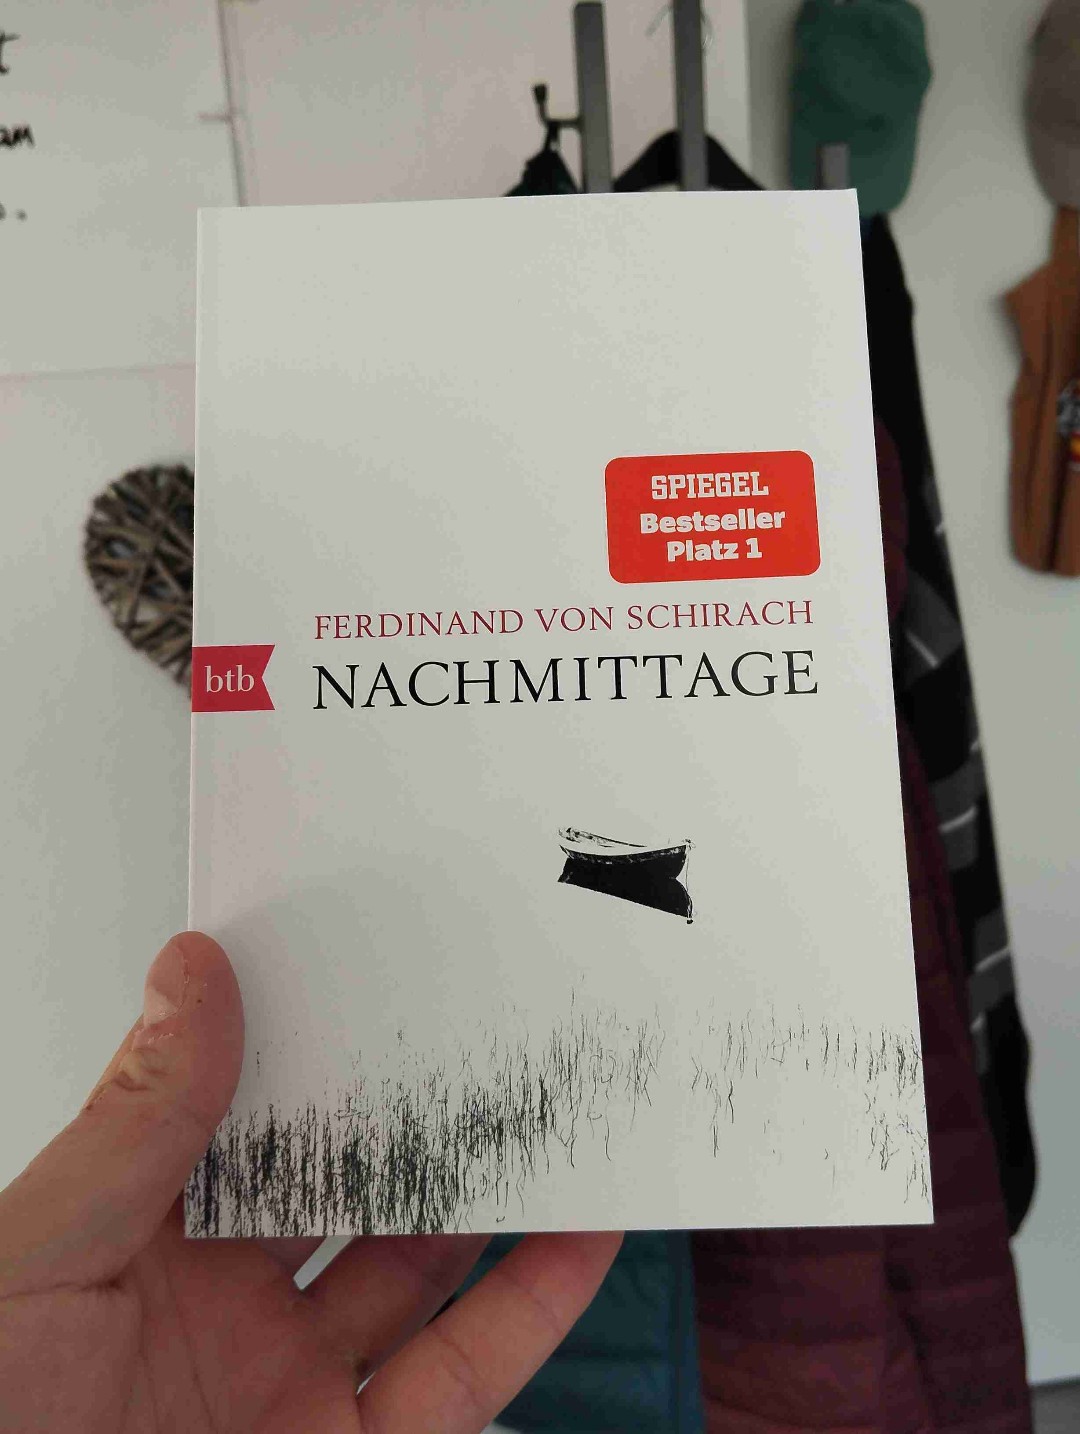 SPIEGEL
Bestseller
Platz 1
FERDINAND VON SCHIRACH
btb
NACHMITTAGE